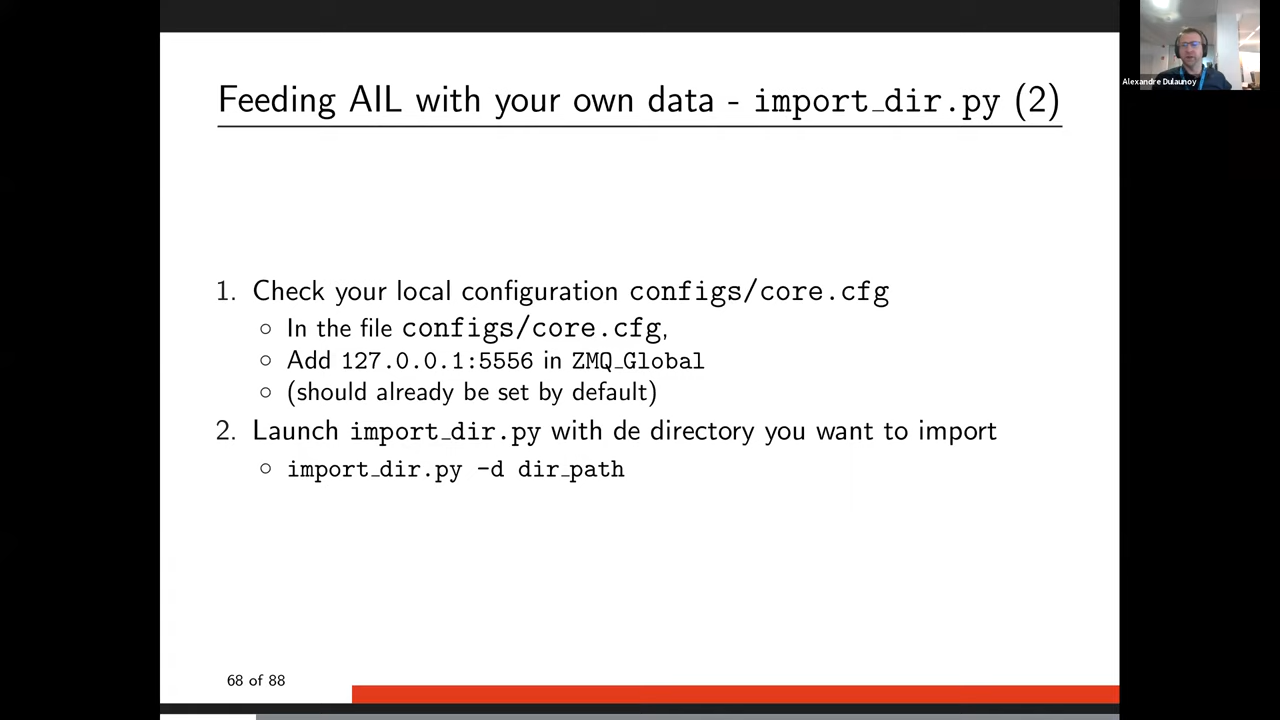 Alexandre Dulaunoy
Feeding AIL with your own data - import_dir.py (2)
1. Check your local configuration configs/core.cfg
○ In the file configs/core.cfg,
○ Add 127.0.0.1:5556 in ZMQ_Global
○ (should already be set by default)
2. Launch import_dir.py with de directory you want to import
○ import_dir.py -d dir_path
68 of 88